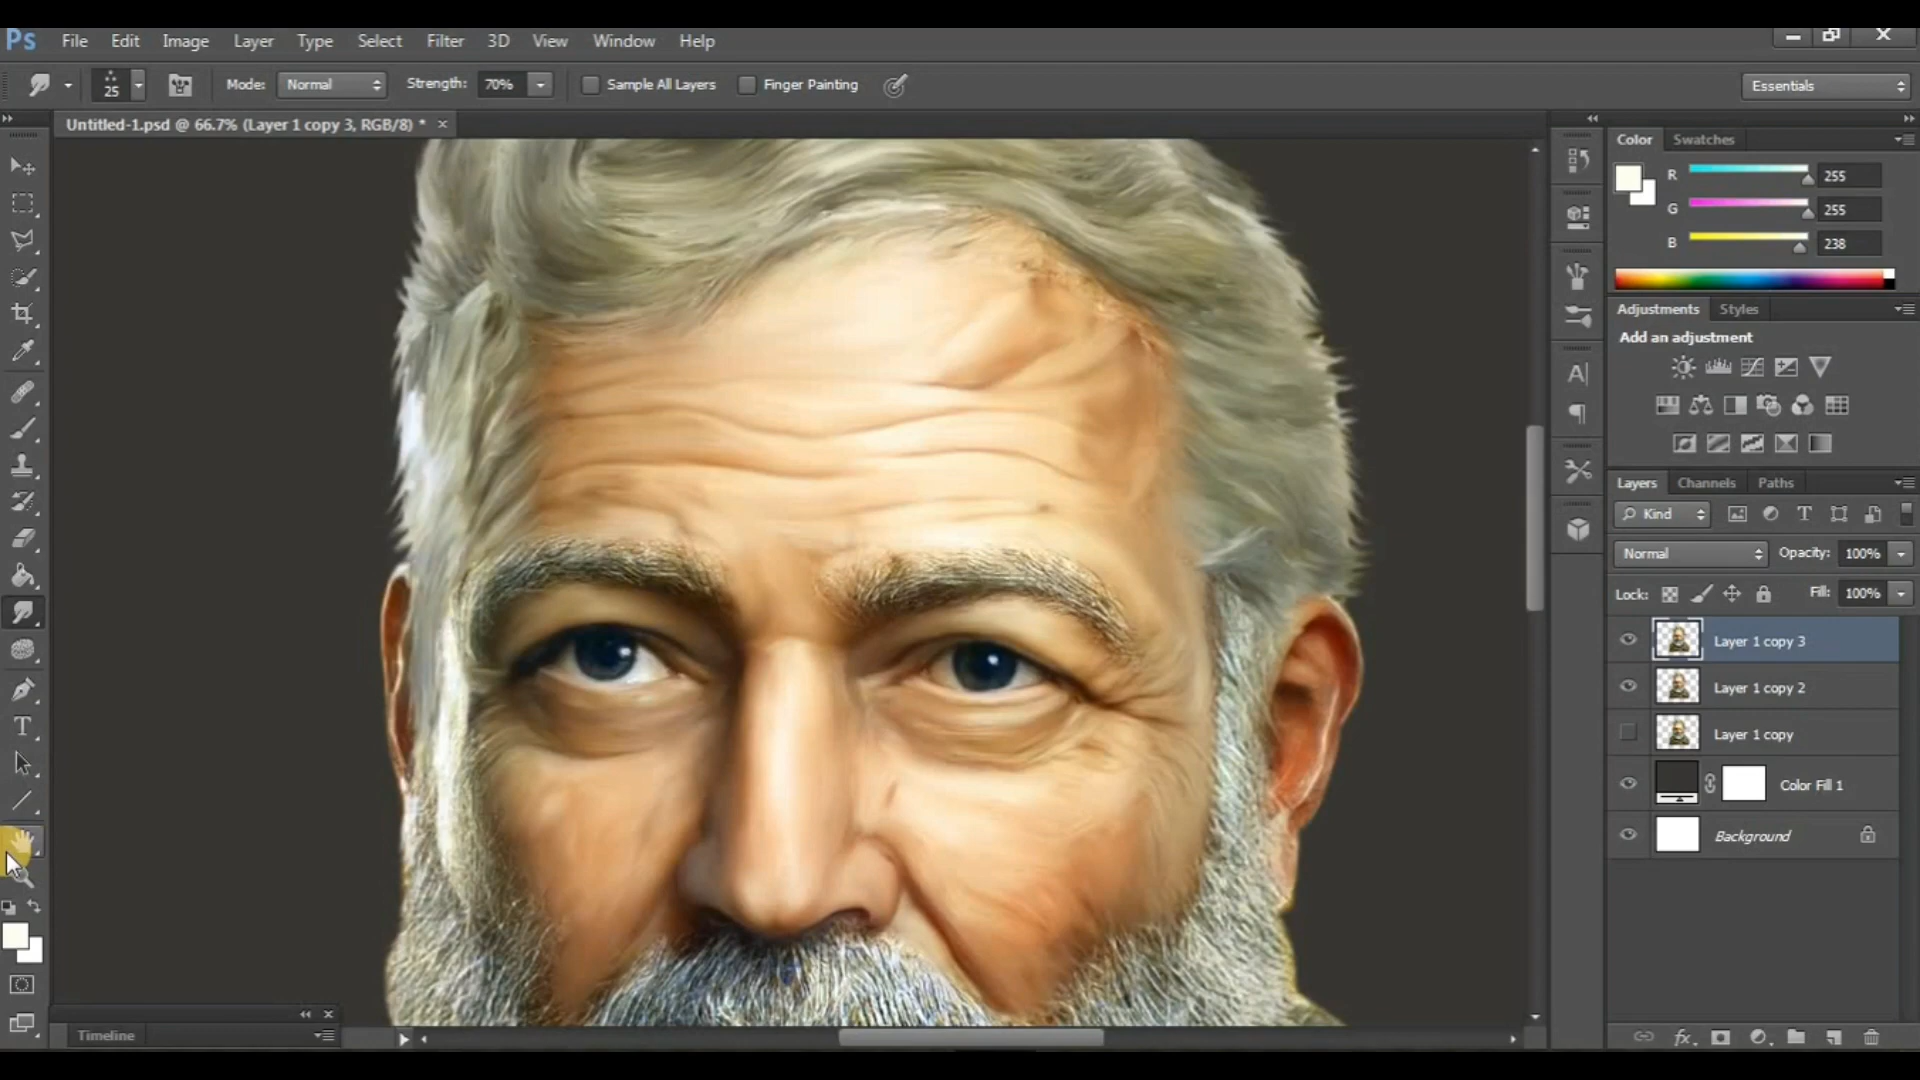 Ps File Edit Image Layer Type Select Filter 3D View Window Help
25 Mode: Normal Strength: 70% Sample All Layers Finger Painting Essentials
Untitled-1.psd @ 66.7% (Layer 1 copy 3, RGB/8) * ×
Color Swatches
R 255
G 255
B 238
Adjustments Styles
Add an adjustment
Layers Channels Paths
Kind
Normal Opacity: 100%
Lock: Fill: 100%
Layer 1 copy 3
Layer 1 copy 2
Layer 1 copy
Color Fill 1
Background
Timeline